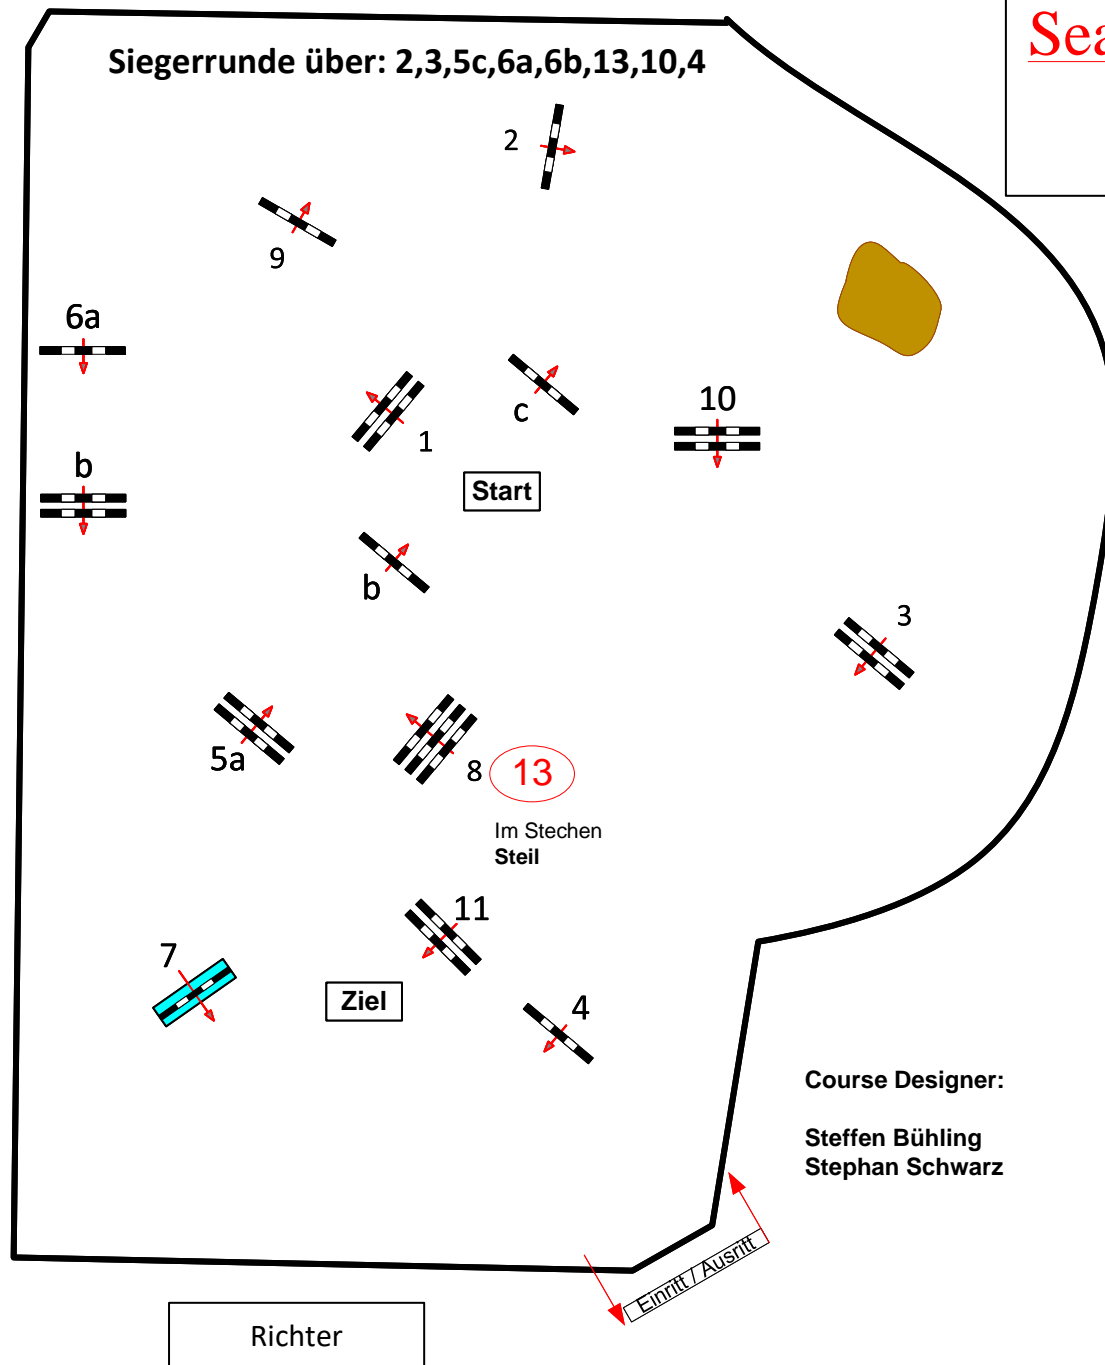 Siegerrunde über: 2,3,5c,6a,6b,13,10,4
2
9
6a
c
10
1
b
Start
b
3
5a
8
13
Im Stechen
Steil
11
7
Ziel
4
Course Designer:
Steffen Bühling
Stephan Schwarz
Einritt / Ausritt
Richter